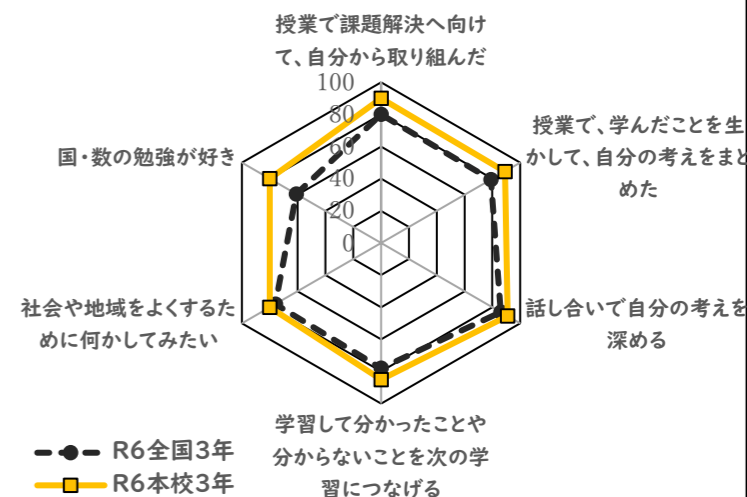 授業で課題解決へ向け
て、自分から取り組んだ
100
80
60
40
20
0
授業で、学んだことを生
かして、自分の考えをまと
めた
話し合いで自分の考えを
深める
学習して分かったことや
分からないことを次の学
習につなげる
社会や地域をよくするた
めに何かしてみたい
国・数の勉強が好き
R6全国3年
R6本校3年